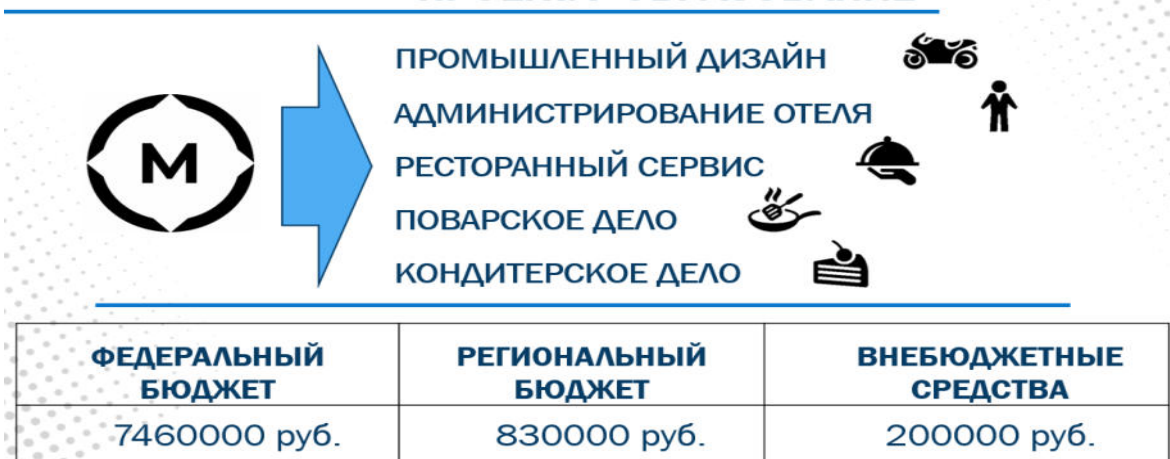 ПРОМЫШЛЕННЫЙ ДИЗАЙН
АДМИНИСТРИРОВАНИЕ ОТЕЛЯ
М
РЕСТОРАННЫЙ СЕРВИС
ПОВАРСКОЕ ДЕЛО
КОНДИТЕРСКОЕ ДЕЛО
ФЕДЕРАЛЬНЫЙ БЮДЖЕТ
РЕГИОНАЛЬНЫЙ БЮДЖЕТ
ВНЕБЮДЖЕТНЫЕ СРЕДСТВА
7460000 руб.
830000 руб.
200000 руб.